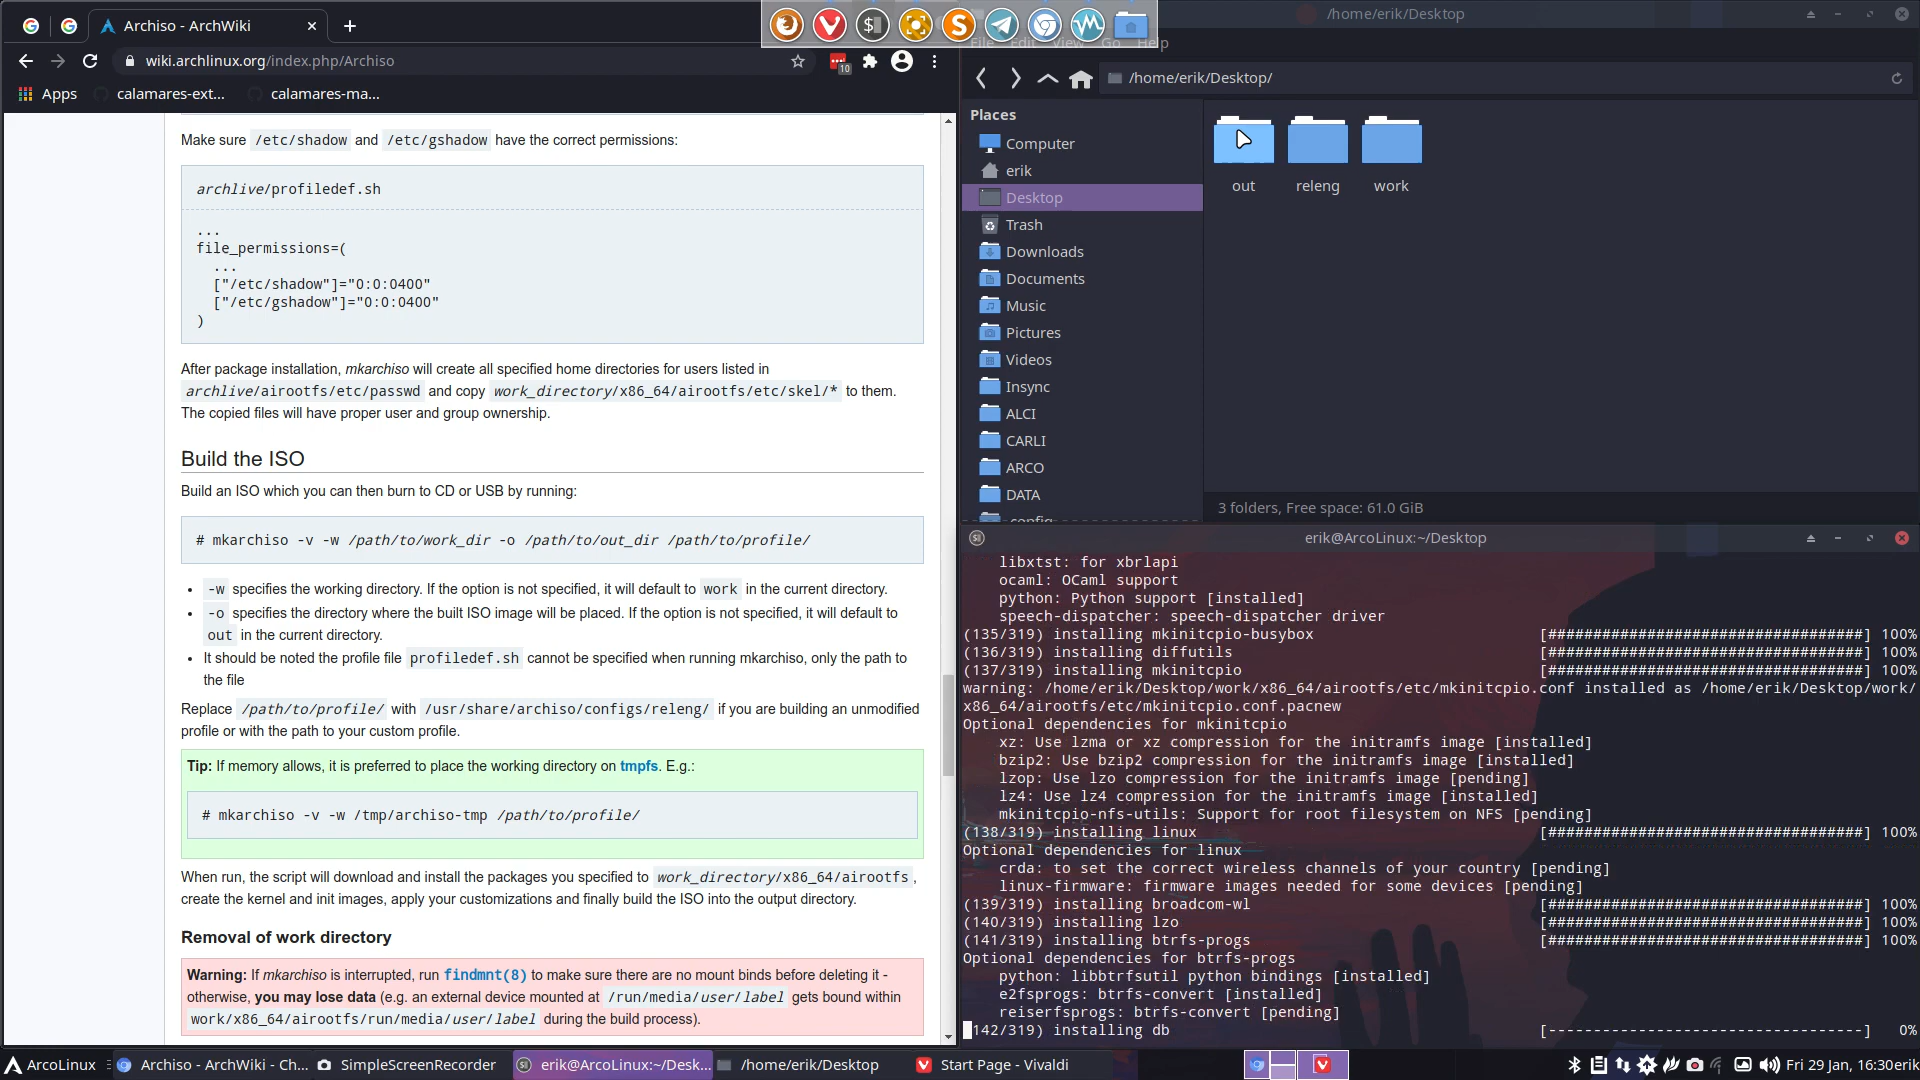 Archiso - ArchWiki
wiki.archlinux.org/index.php/Archiso
10
Apps
calamares-ext...
calamares-ma...
Make sure /etc/shadow and /etc/gshadow have the correct permissions:
archlive/profiledef.sh
...
file_permissions=(
...
["/etc/shadow"]="0:0:0400"
["/etc/gshadow"]="0:0:0400"
)
After package installation, mkarchiso will create all specified home directories for users listed in
archlive/airootfs/etc/passwd and copy work_directory/x86_64/airootfs/etc/skel/* to them.
The copied files will have proper user and group ownership.
Build the ISO
Build an ISO which you can then burn to CD or USB by running:
# mkarchiso -v -w /path/to/work_dir -o /path/to/out_dir /path/to/profile/
-w specifies the working directory. If the option is not specified, it will default to work in the current directory.
-o specifies the directory where the built ISO image will be placed. If the option is not specified, it will default to
out in the current directory.
It should be noted the profile file profiledef.sh cannot be specified when running mkarchiso, only the path to
the file
Replace /path/to/profile/ with /usr/share/archiso/configs/releng/ if you are building an unmodified
profile or with the path to your custom profile.
Tip: If memory allows, it is preferred to place the working directory on tmpfs. E.g.:
# mkarchiso -v -w /tmp/archiso-tmp /path/to/profile/
When run, the script will download and install the packages you specified to work_directory/x86_64/airootfs,
create the kernel and init images, apply your customizations and finally build the ISO into the output directory.
Removal of work directory
Warning: If mkarchiso is interrupted, run findmnt(8) to make sure there are no mount binds before deleting it -
otherwise, you may lose data (e.g. an external device mounted at /run/media/user/label gets bound within
work/x86_64/airootfs/run/media/user/label during the build process).
/home/erik/Desktop
File Edit View Go Help
/home/erik/Desktop/
Places
Computer
erik
Desktop
Trash
Downloads
Documents
Music
Pictures
Videos
Insync
ALCI
CARLI
ARCO
DATA
.config
out
releng
work
3 folders, Free space: 61.0 GiB
erik@ArcoLinux:~/Desktop
libxtst: for xbrlapi
ocaml: OCaml support
python: Python support [installed]
speech-dispatcher: speech-dispatcher driver
(135/319) installing mkinitcpio-busybox [###################################] 100%
(136/319) installing diffutils [###################################] 100%
(137/319) installing mkinitcpio [###################################] 100%
warning: /home/erik/Desktop/work/x86_64/airootfs/etc/mkinitcpio.conf installed as /home/erik/Desktop/work/
x86_64/airootfs/etc/mkinitcpio.conf.pacnew
Optional dependencies for mkinitcpio
xz: Use lzma or xz compression for the initramfs image [installed]
bzip2: Use bzip2 compression for the initramfs image [installed]
lzop: Use lzo compression for the initramfs image [pending]
lz4: Use lz4 compression for the initramfs image [installed]
mkinitcpio-nfs-utils: Support for root filesystem on NFS [pending]
(138/319) installing linux [###################################] 100%
Optional dependencies for linux
crda: to set the correct wireless channels of your country [pending]
linux-firmware: firmware images needed for some devices [pending]
(139/319) installing broadcom-wl [###################################] 100%
(140/319) installing lzo [###################################] 100%
(141/319) installing btrfs-progs [###################################] 100%
Optional dependencies for btrfs-progs
python: libbtrfsutil python bindings [installed]
e2fsprogs: btrfs-convert [installed]
reiserfsprogs: btrfs-convert [pending]
142/319) installing db [-----------------------------------] 0%
ArcoLinux
Archiso - ArchWiki - Ch...
SimpleScreenRecorder
erik@ArcoLinux:~/Desk...
/home/erik/Desktop
Start Page - Vivaldi
Fri 29 Jan, 16:30
erik